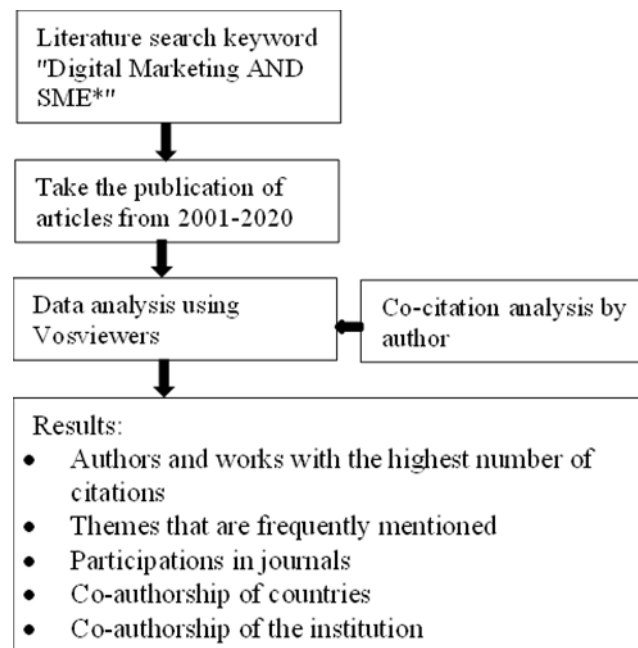 Literature search keyword
"Digital Marketing AND
SME*"
Take the publication of
articles from 2001-2020
Data analysis using
Vosviewers
Co-citation analysis by
author
Results:
• Authors and works with the highest number of
citations
• Themes that are frequently mentioned
• Participations in journals
• Co-authorship of countries
• Co-authorship of the institution